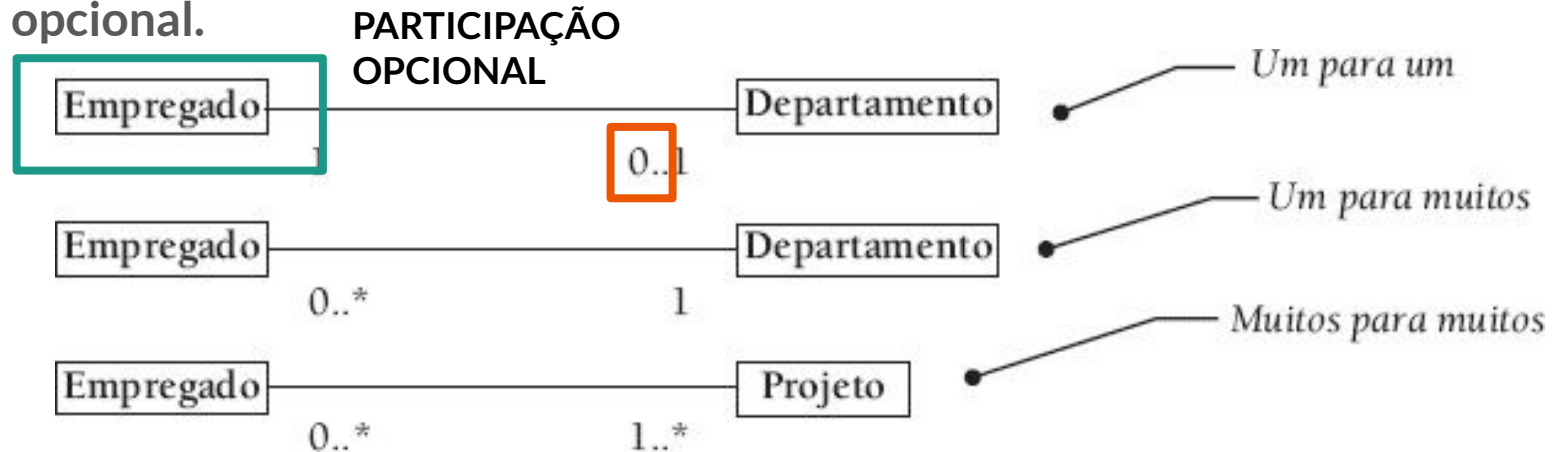 opcional.
PARTICIPAÇÃO
OPCIONAL
Um para um
Empregado Departamento
1 0..1
Um para muitos
Empregado Departamento
0..* 1
Muitos para muitos
Empregado Projeto
0..* 1..*